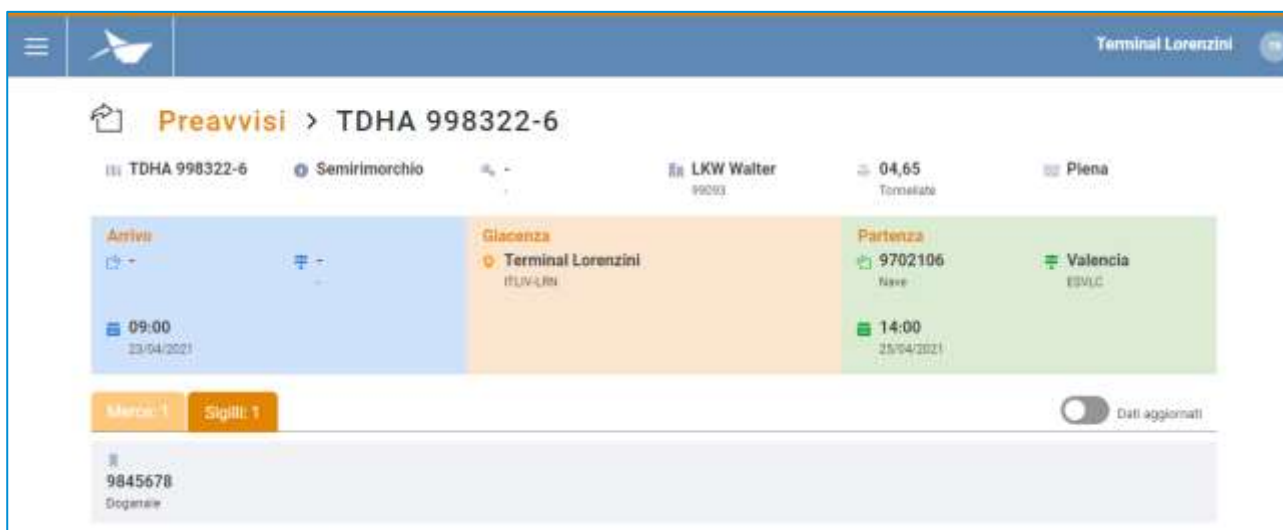 Terminal Lorenzini
Preavvisi > TDHA 998322-6
TDHA 998322-6 Semirimorchio - LKW Walter 04,65 Piena
- 99093 Tonnellate
Arrivo Giacenza Partenza
- - Terminal Lorenzini 9702106 Valencia
- ITLIV-LRN Nave ESVLC
09:00 14:00
23/04/2021 25/04/2021
Merce: 1 Sigilli: 1 Dati aggiornati
9845678
Doganale